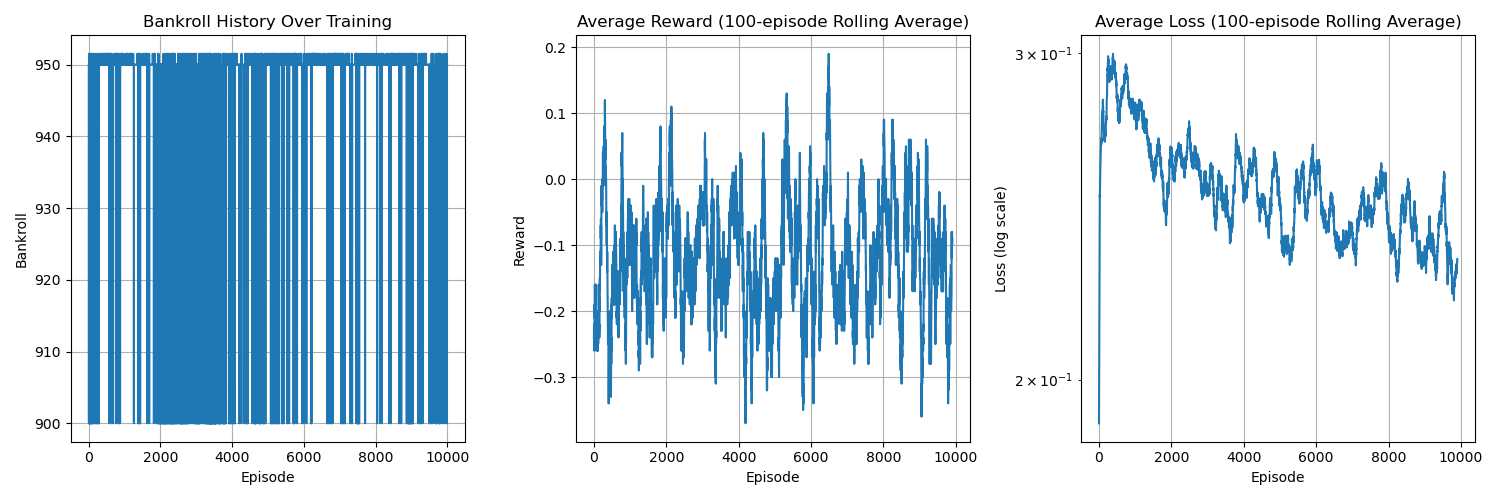 Bankroll History Over Training
Bankroll
950
940
930
920
910
900
0 2000 4000 6000 8000 10000
Episode
Average Reward (100-episode Rolling Average)
Reward
0.2
0.1
0.0
−0.1
−0.2
−0.3
0 2000 4000 6000 8000 10000
Episode
Average Loss (100-episode Rolling Average)
Loss (log scale)
3 × 10⁻¹
2 × 10⁻¹
0 2000 4000 6000 8000 10000
Episode